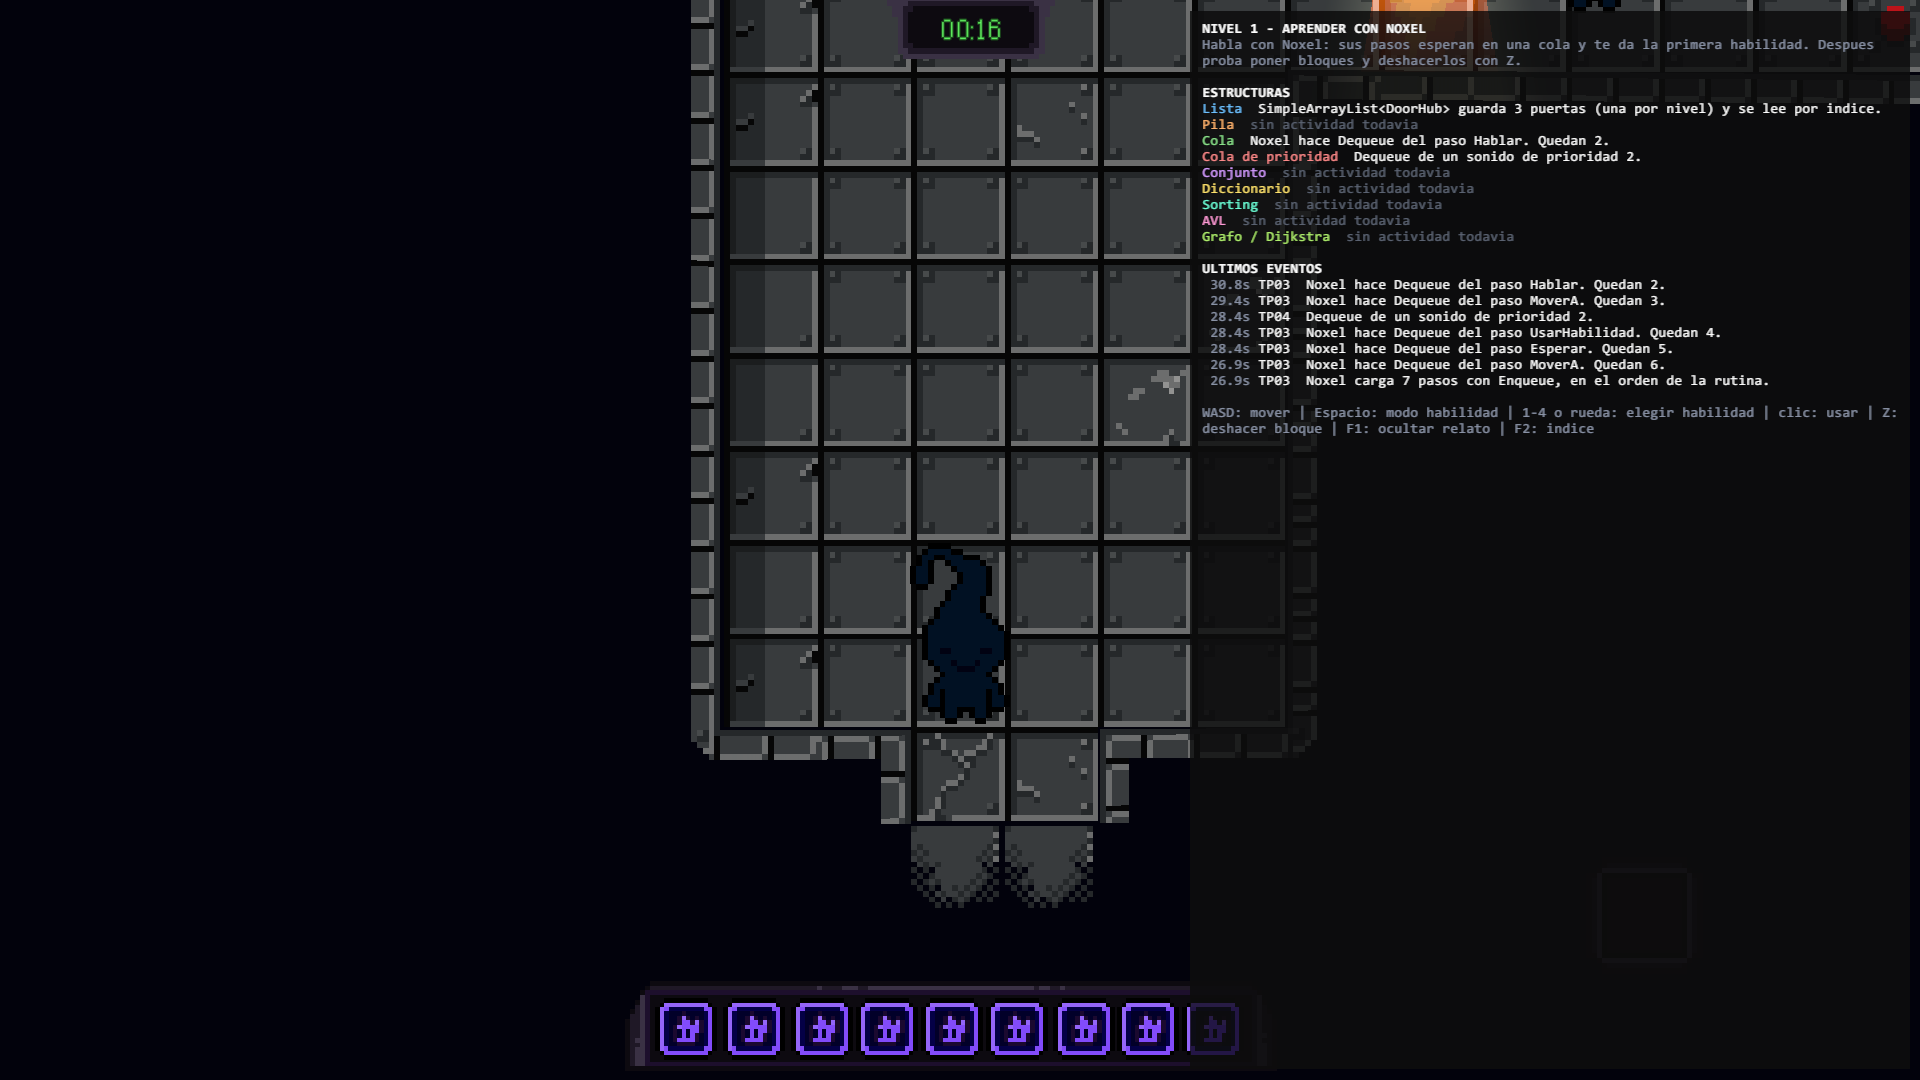 00:16
NIVEL 1 - APRENDER CON NOXEL
Habla con Noxel: sus pasos esperan en una cola y te da la primera habilidad. Despues
proba poner bloques y deshacerlos con Z.
ESTRUCTURAS
Lista SimpleArrayList<DoorHub> guarda 3 puertas (una por nivel) y se lee por indice.
Pila sin actividad todavia
Cola Noxel hace Dequeue del paso Hablar. Quedan 2.
Cola de prioridad Dequeue de un sonido de prioridad 2.
Conjunto sin actividad todavia
Diccionario sin actividad todavia
Sorting sin actividad todavia
AVL sin actividad todavia
Grafo / Dijkstra sin actividad todavia
ULTIMOS EVENTOS
30.8s TP03 Noxel hace Dequeue del paso Hablar. Quedan 2.
29.4s TP03 Noxel hace Dequeue del paso MoverA. Quedan 3.
28.4s TP04 Dequeue de un sonido de prioridad 2.
28.4s TP03 Noxel hace Dequeue del paso UsarHabilidad. Quedan 4.
28.4s TP03 Noxel hace Dequeue del paso Esperar. Quedan 5.
26.9s TP03 Noxel hace Dequeue del paso MoverA. Quedan 6.
26.9s TP03 Noxel carga 7 pasos con Enqueue, en el orden de la rutina.
WASD: mover | Espacio: modo habilidad | 1-4 o rueda: elegir habilidad | clic: usar | Z:
deshacer bloque | F1: ocultar relato | F2: indice